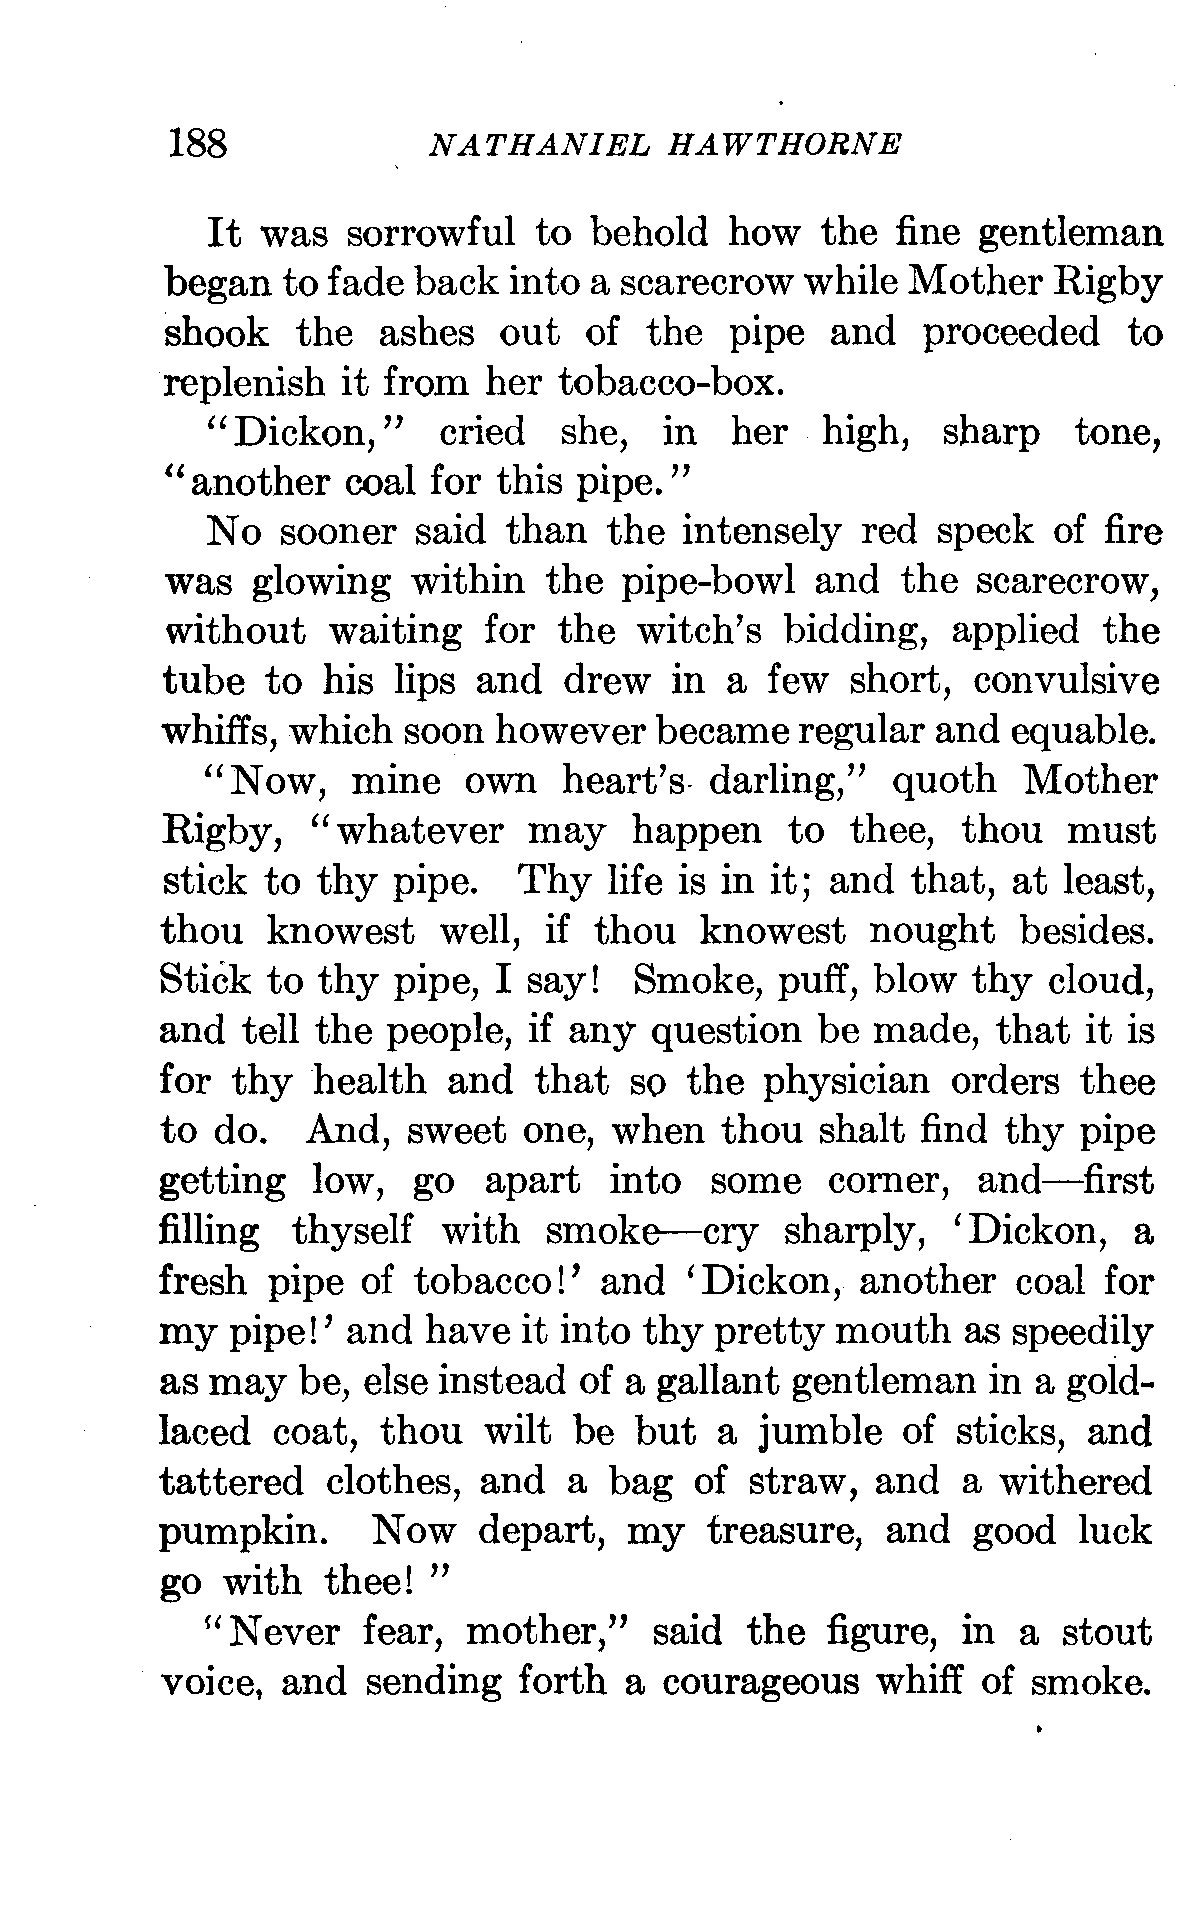 188 NATHANIEL HAWTHORNE
It was sorrowful to behold how the fine gentleman
began to fade back into a scarecrow while Mother Rigby
shook the ashes out of the pipe and proceeded to
replenish it from her tobacco-box.
“Dickon,” cried she, in her high, sharp tone,
“another coal for this pipe.”
No sooner said than the intensely red speck of fire
was glowing within the pipe-bowl and the scarecrow,
without waiting for the witch’s bidding, applied the
tube to his lips and drew in a few short, convulsive
whiffs, which soon however became regular and equable.
“Now, mine own heart’s darling,” quoth Mother
Rigby, “whatever may happen to thee, thou must
stick to thy pipe. Thy life is in it; and that, at least,
thou knowest well, if thou knowest nought besides.
Stick to thy pipe, I say! Smoke, puff, blow thy cloud,
and tell the people, if any question be made, that it is
for thy health and that so the physician orders thee
to do. And, sweet one, when thou shalt find thy pipe
getting low, go apart into some corner, and—first
filling thyself with smoke—cry sharply, ‘Dickon, a
fresh pipe of tobacco!’ and ‘Dickon, another coal for
my pipe!’ and have it into thy pretty mouth as speedily
as may be, else instead of a gallant gentleman in a gold-
laced coat, thou wilt be but a jumble of sticks, and
tattered clothes, and a bag of straw, and a withered
pumpkin. Now depart, my treasure, and good luck
go with thee! ”
“Never fear, mother,” said the figure, in a stout
voice, and sending forth a courageous whiff of smoke.